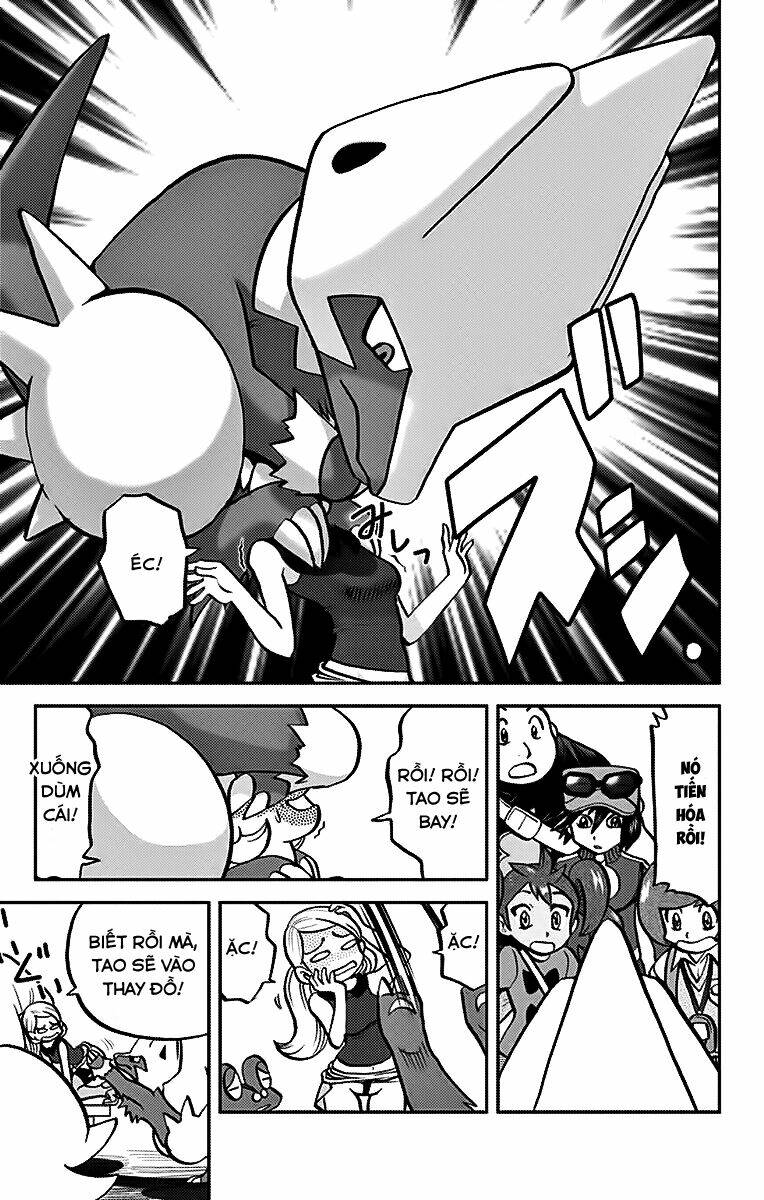 ÉC!
みしっ
ズシ
NÓ
TIẾN
HÓA
RỒI!
RỒI! RỒI!
TAO SẼ
BAY!
XUỐNG
DÙM
CÁI!
ẶC!
ẶC!
BIẾT RỒI MÀ,
TAO SẼ VÀO
THAY ĐỒ!